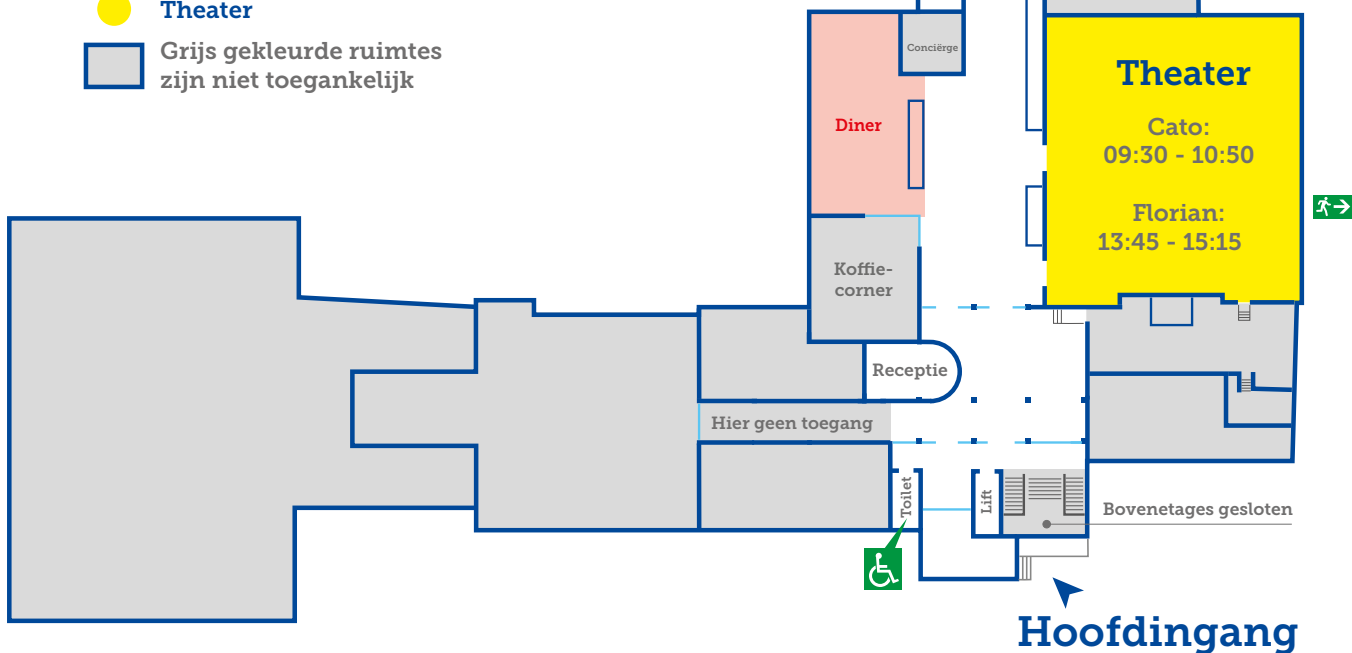 Theater
Grijs gekleurde ruimtes
zijn niet toegankelijk
Conciërge
Diner
Theater
Cato:
09:30 - 10:50
Florian:
13:45 - 15:15
Koffie-
corner
Receptie
Hier geen toegang
Toilet
Lift
Bovenetages gesloten
Hoofdingang